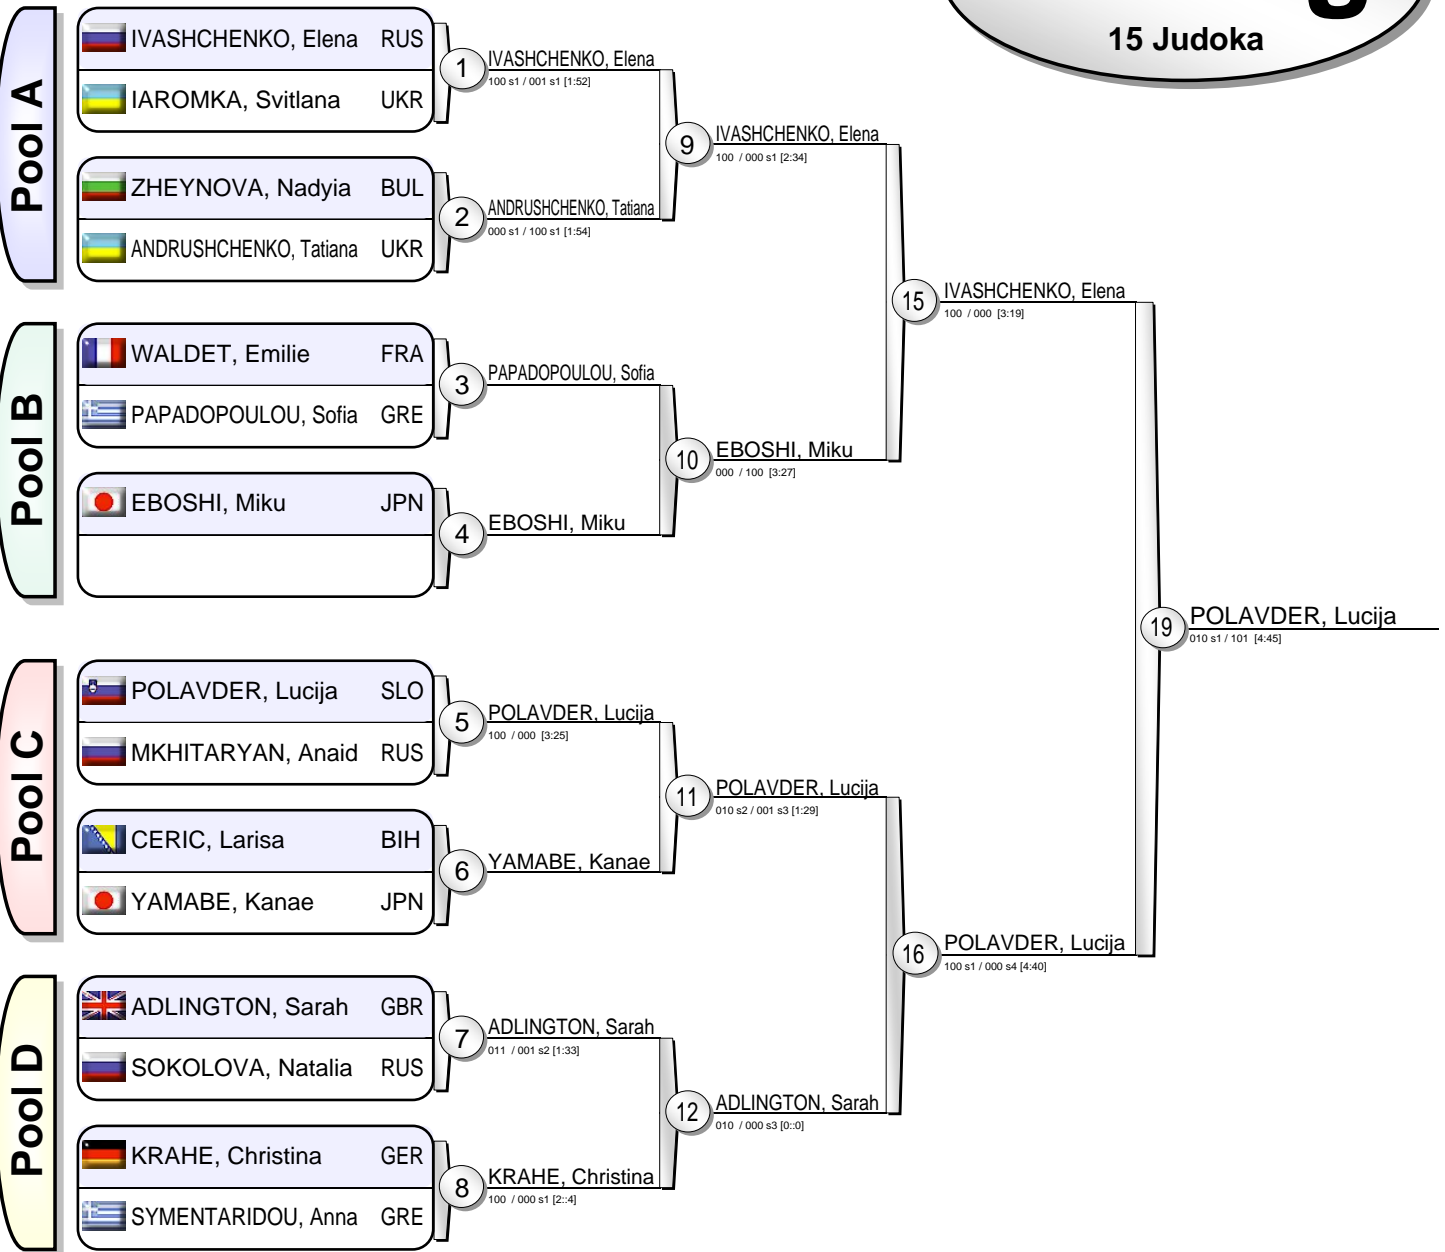 15 Judoka
Pool A
IVASHCHENKO, Elena RUS
IAROMKA, Svitlana UKR
ZHEYNOVA, Nadyia BUL
ANDRUSHCHENKO, Tatiana UKR
1
IVASHCHENKO, Elena
100 s1 / 001 s1 [1:52]
2
ANDRUSHCHENKO, Tatiana
000 s1 / 100 s1 [1:54]
9
IVASHCHENKO, Elena
100 / 000 s1 [2:34]
Pool B
WALDET, Emilie FRA
PAPADOPOULOU, Sofia GRE
EBOSHI, Miku JPN
3
PAPADOPOULOU, Sofia
4
EBOSHI, Miku
10
EBOSHI, Miku
000 / 100 [3:27]
15
IVASHCHENKO, Elena
100 / 000 [3:19]
Pool C
POLAVDER, Lucija SLO
MKHITARYAN, Anaid RUS
CERIC, Larisa BIH
YAMABE, Kanae JPN
5
POLAVDER, Lucija
100 / 000 [3:25]
6
YAMABE, Kanae
11
POLAVDER, Lucija
010 s2 / 001 s3 [1:29]
Pool D
ADLINGTON, Sarah GBR
SOKOLOVA, Natalia RUS
KRAHE, Christina GER
SYMENTARIDOU, Anna GRE
7
ADLINGTON, Sarah
011 / 001 s2 [1:33]
8
KRAHE, Christina
100 / 000 s1 [2::4]
12
ADLINGTON, Sarah
010 / 000 s3 [0::0]
16
POLAVDER, Lucija
100 s1 / 000 s4 [4:40]
19
POLAVDER, Lucija
010 s1 / 101 [4:45]